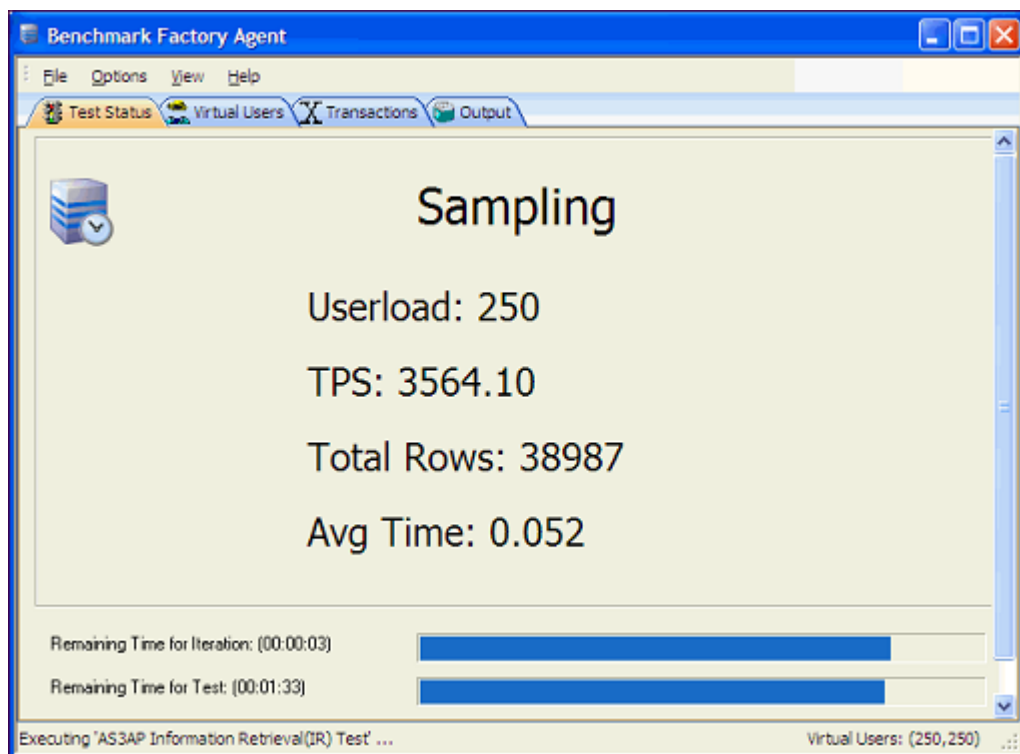 Benchmark Factory Agent
File Options View Help
Test Status Virtual Users Transactions Output
Sampling
Userload: 250
TPS: 3564.10
Total Rows: 38987
Avg Time: 0.052
Remaining Time for Iteration: (00:00:03)
Remaining Time for Test: (00:01:33)
Executing 'AS3AP Information Retrieval(IR) Test' ... Virtual Users: (250,250)